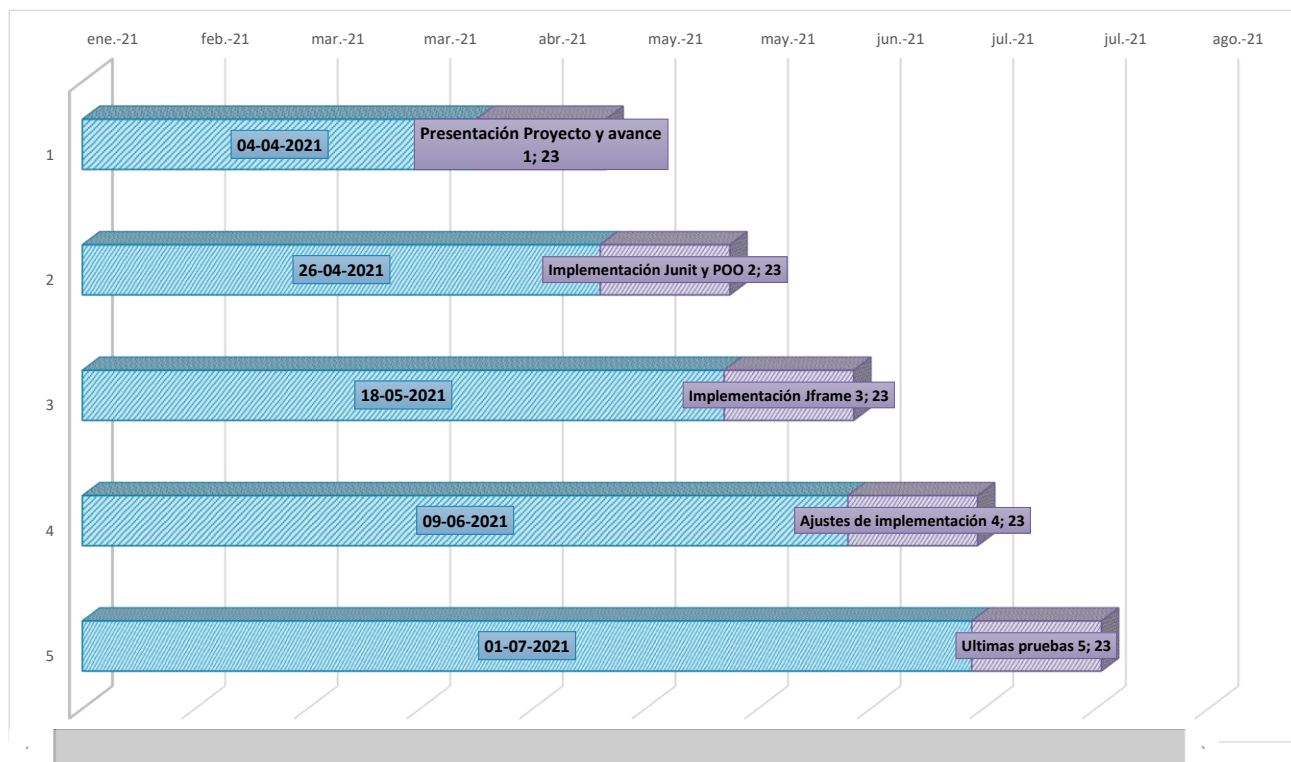 ene.-21 feb.-21 mar.-21 mar.-21 abr.-21 may.-21 may.-21 jun.-21 jul.-21 jul.-21 ago.-21
1
04-04-2021
Presentación Proyecto y avance
1; 23
2
26-04-2021
Implementación Junit y POO 2; 23
3
18-05-2021
Implementación Jframe 3; 23
4
09-06-2021
Ajustes de implementación 4; 23
5
01-07-2021
Ultimas pruebas 5; 23